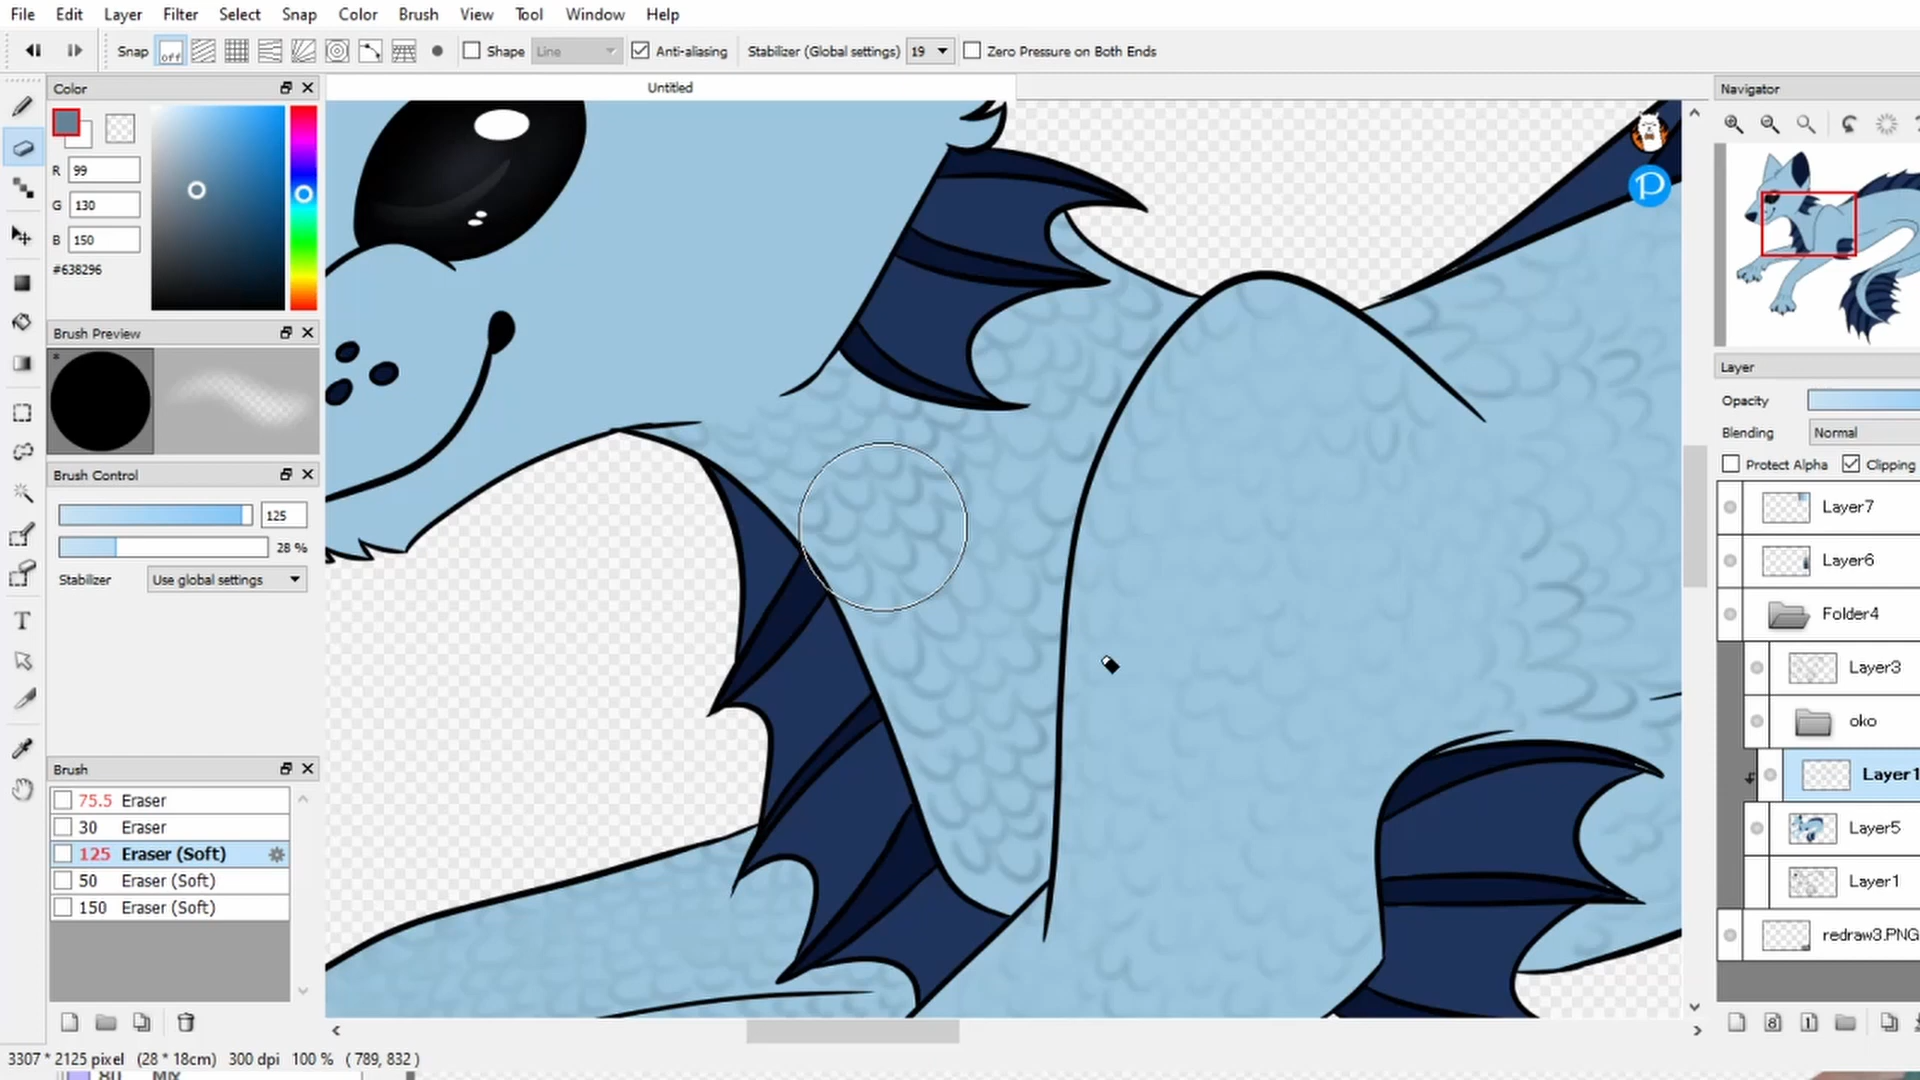 File Edit Layer Filter Select Snap Color Brush View Tool Window Help
Snap off Shape Line Anti-aliasing Stabilizer (Global settings) 19 Zero Pressure on Both Ends
Color
Untitled
Navigator
R 99
G 130
B 150
#638296
Brush Preview
Brush Control
125
28 %
Stabilizer Use global settings
Brush
75.5 Eraser
30 Eraser
125 Eraser (Soft)
50 Eraser (Soft)
150 Eraser (Soft)
P
Layer
Opacity
Blending Normal
Protect Alpha Clipping
Layer7
Layer6
Folder4
Layer3
oko
Layer1
Layer5
Layer1
redraw3.PNG
8 1
3307 * 2125 pixel (28 * 18cm) 300 dpi 100 % ( 789, 832 )